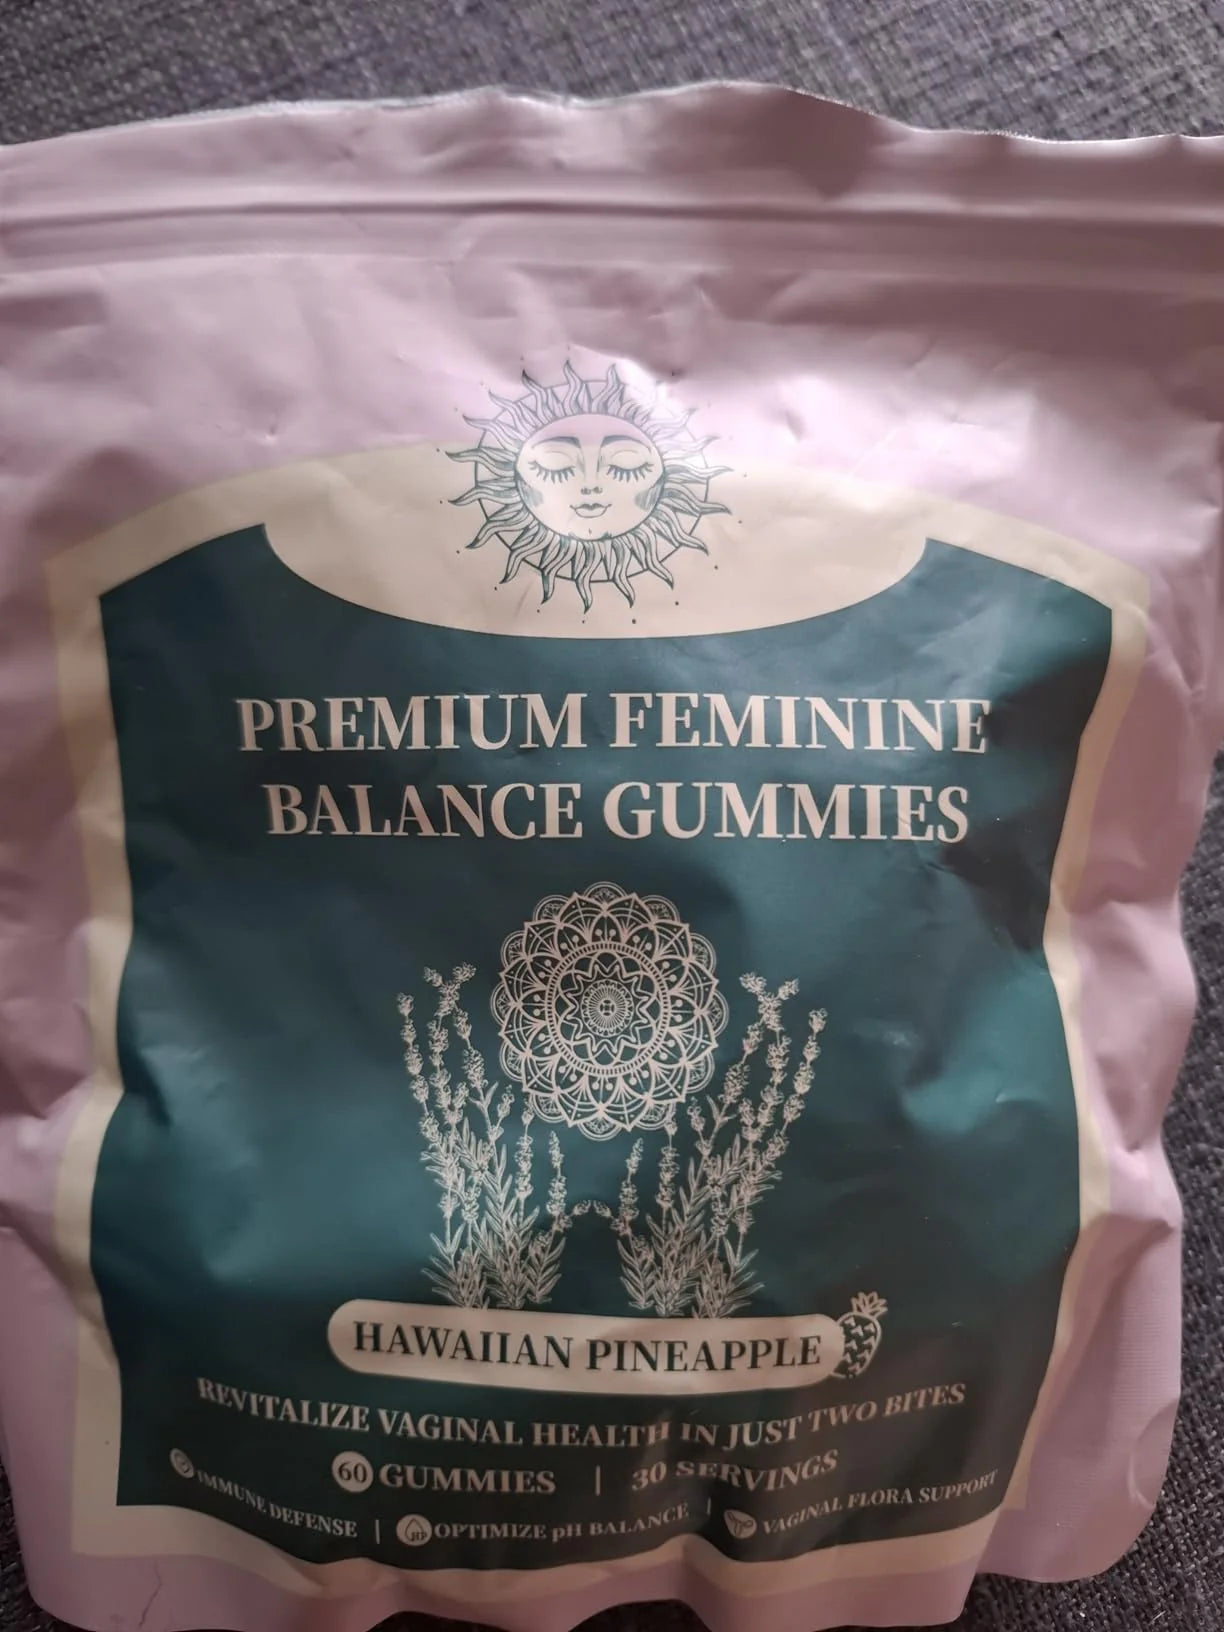 PREMIUM FEMININE
BALANCE GUMMIES
HAWAIIAN PINEAPPLE
REVITALIZE VAGINAL HEALTH IN JUST TWO BITES
60 GUMMIES | 30 SERVINGS
IMMUNE DEFENSE | HP OPTIMIZE pH BALANCE | VAGINAL FLORA SUPPORT